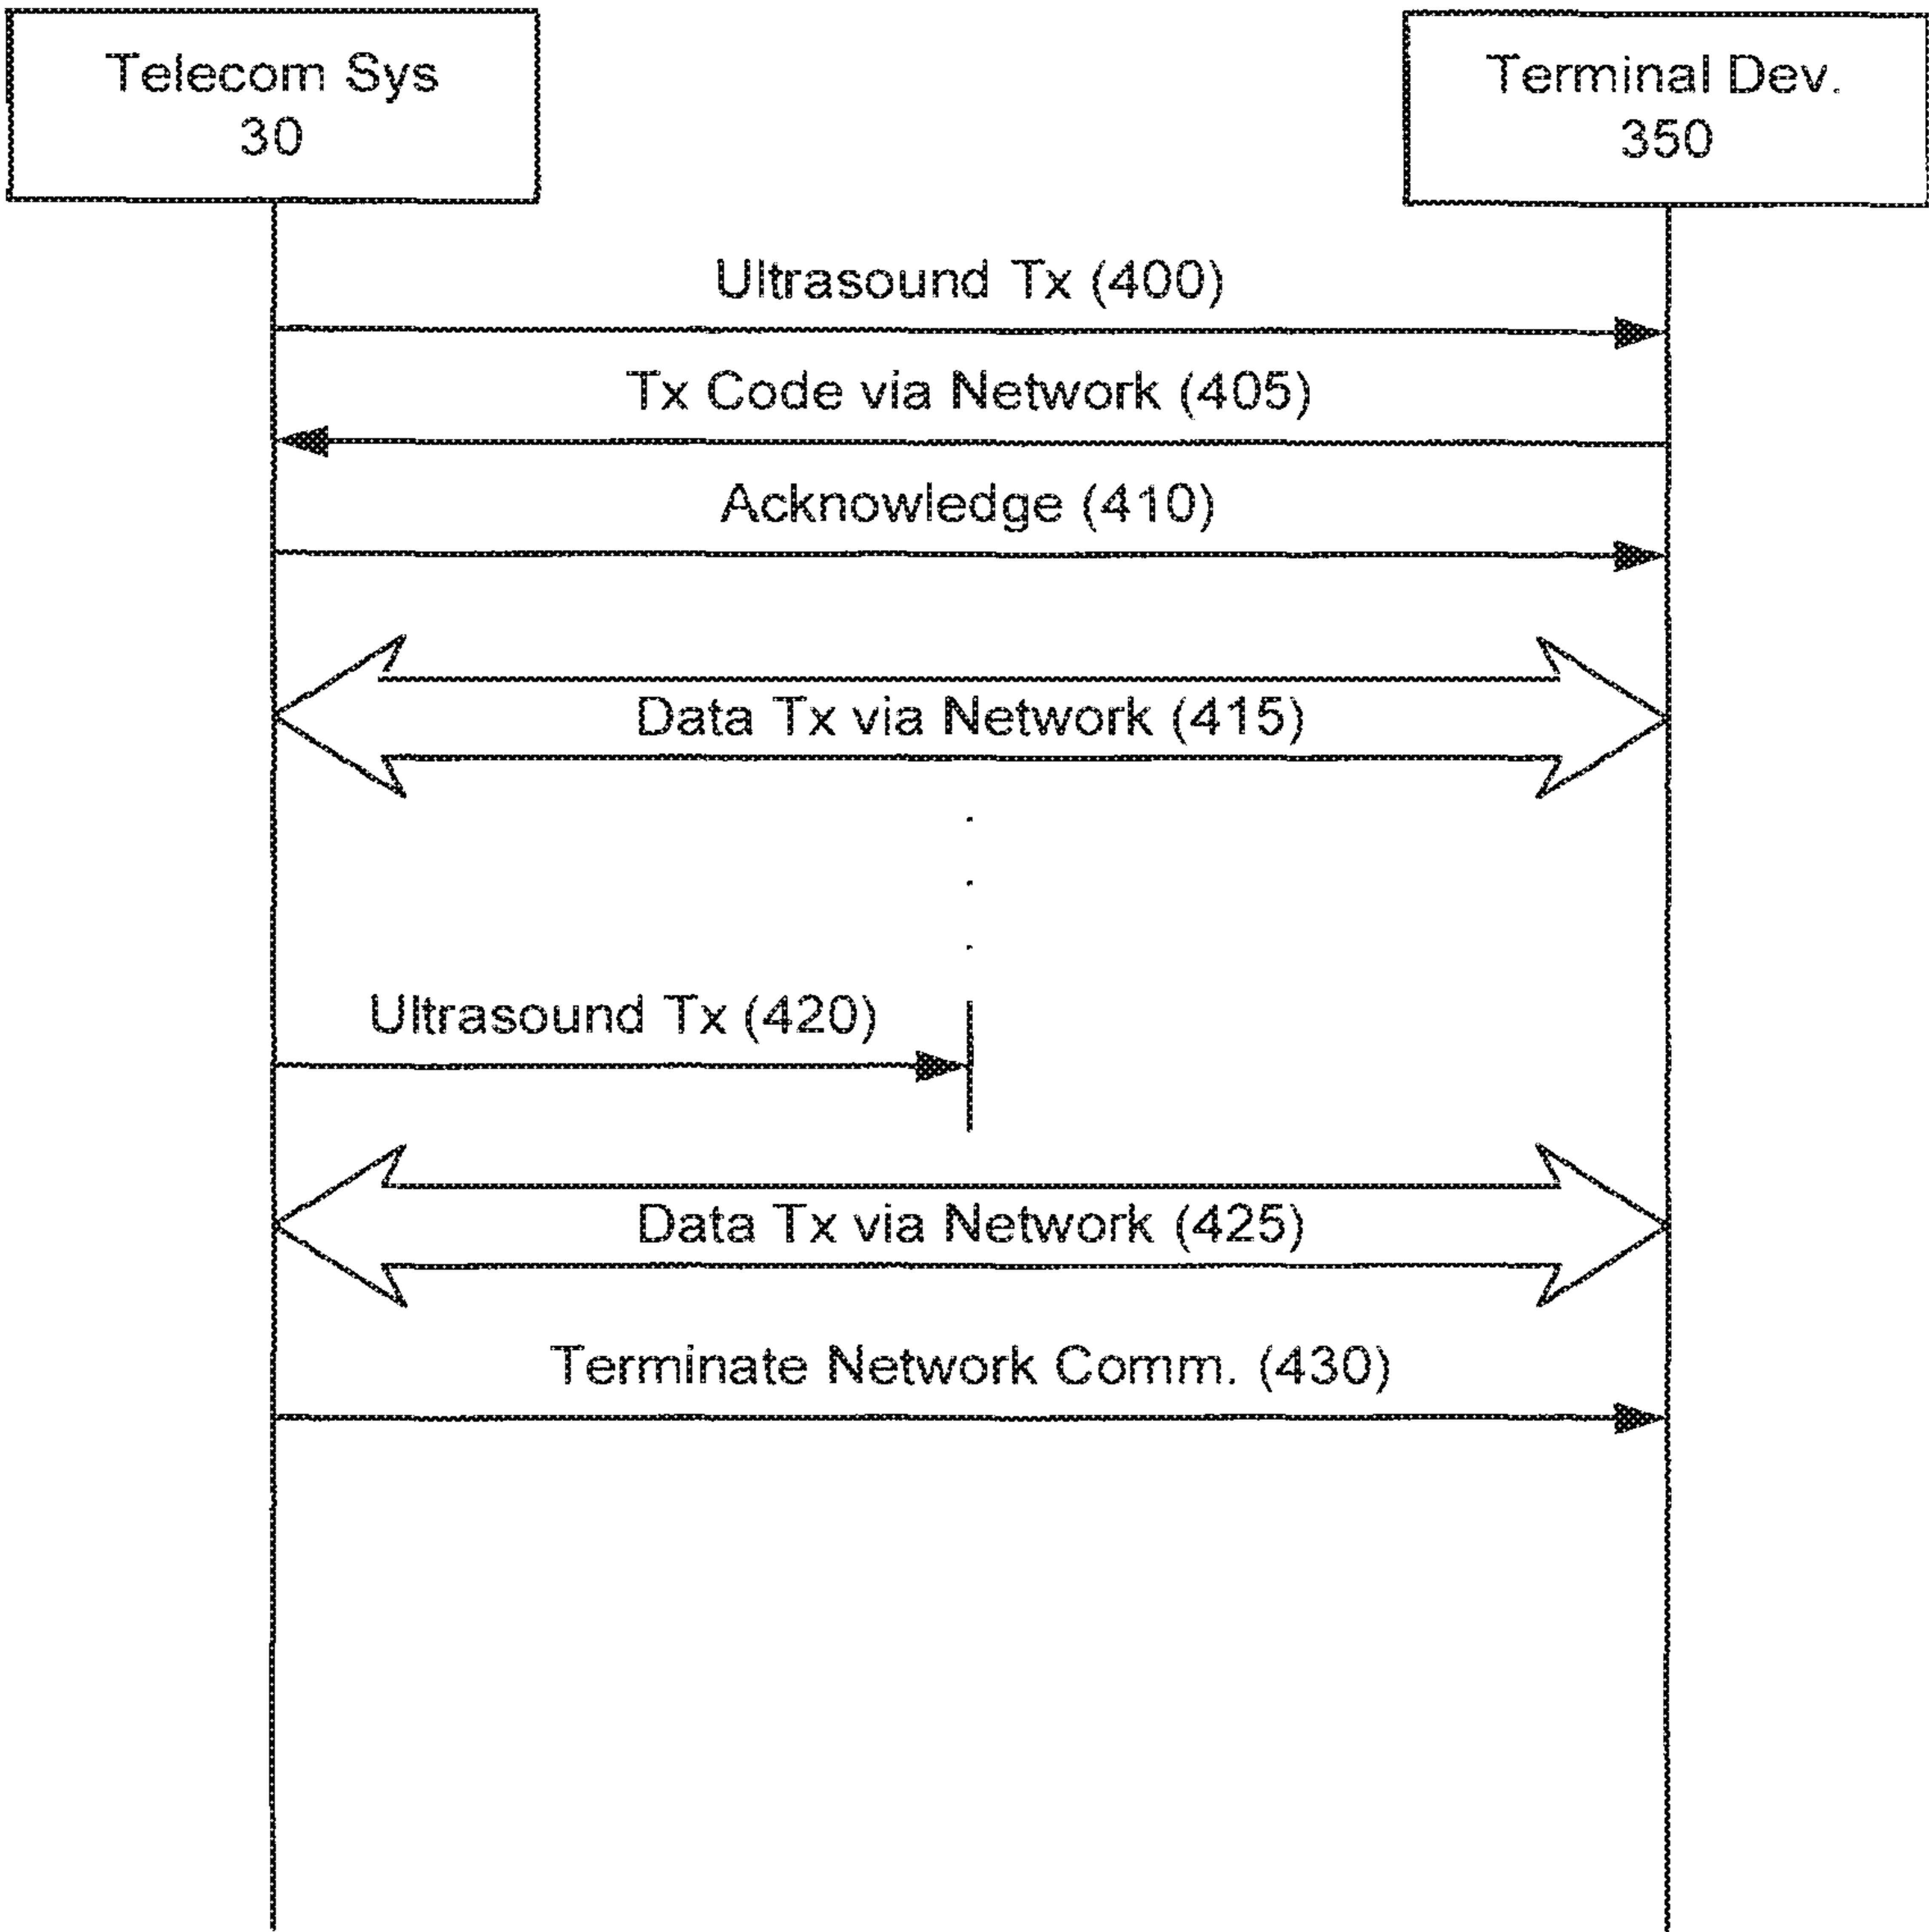 Telecom Sys
30
Terminal Dev.
350
Ultrasound Tx (400)
Tx Code via Network (405)
Acknowledge (410)
Data Tx via Network (415)
Ultrasound Tx (420)
Data Tx via Network (425)
Terminate Network Comm. (430)